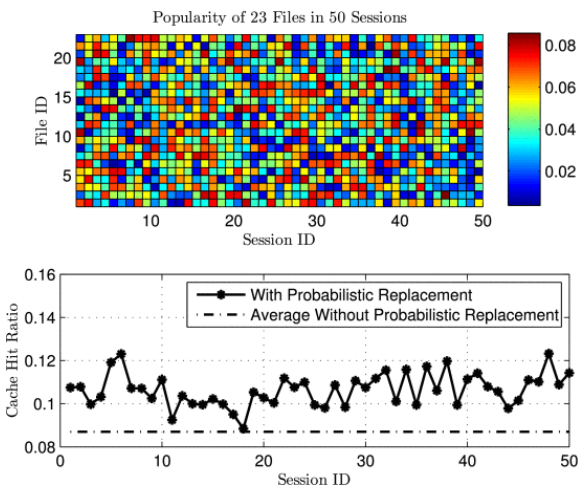 Popularity of 23 Files in 50 Sessions
File ID
20
15
10
5
10 20 30 40 50
Session ID
0.08
0.06
0.04
0.02
Cache Hit Ratio
0.16
0.14
0.12
0.1
0.08
With Probabilistic Replacement
Average Without Probabilistic Replacement
0 10 20 30 40 50
Session ID